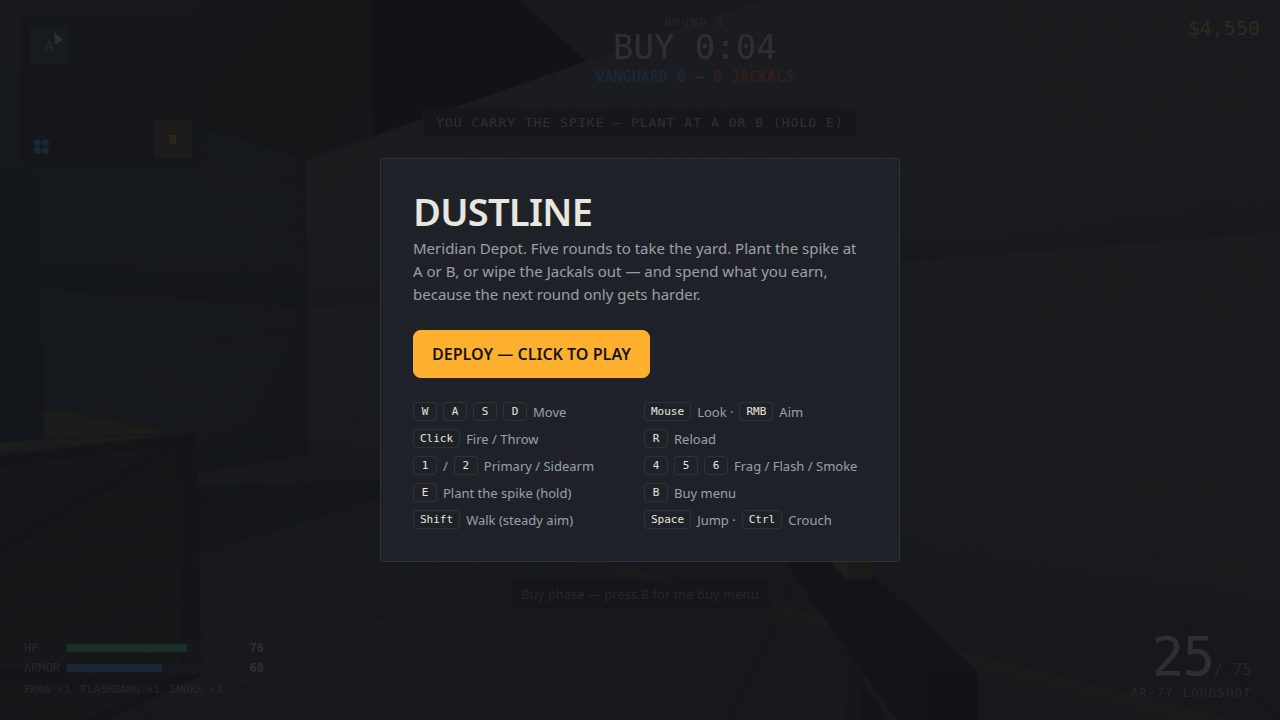 ROUND 1
BUY 0:04
$4,550
VANGUARD 0 — 0 JACKALS
A
B
YOU CARRY THE SPIKE — PLANT AT A OR B (HOLD E)
DUSTLINE
Meridian Depot. Five rounds to take the yard. Plant the spike at
A or B, or wipe the Jackals out — and spend what you earn,
because the next round only gets harder.
DEPLOY — CLICK TO PLAY
W A S D Move
Mouse Look · RMB Aim
Click Fire / Throw
R Reload
1 / 2 Primary / Sidearm
4 5 6 Frag / Flash / Smoke
E Plant the spike (hold)
B Buy menu
Shift Walk (steady aim)
Space Jump · Ctrl Crouch
Buy phase — press B for the buy menu
HP 76
ARMOR 60
FRAG ×1 FLASHBANG ×1 SMOKE ×1
25 / 75
AR-77 LONGSHOT